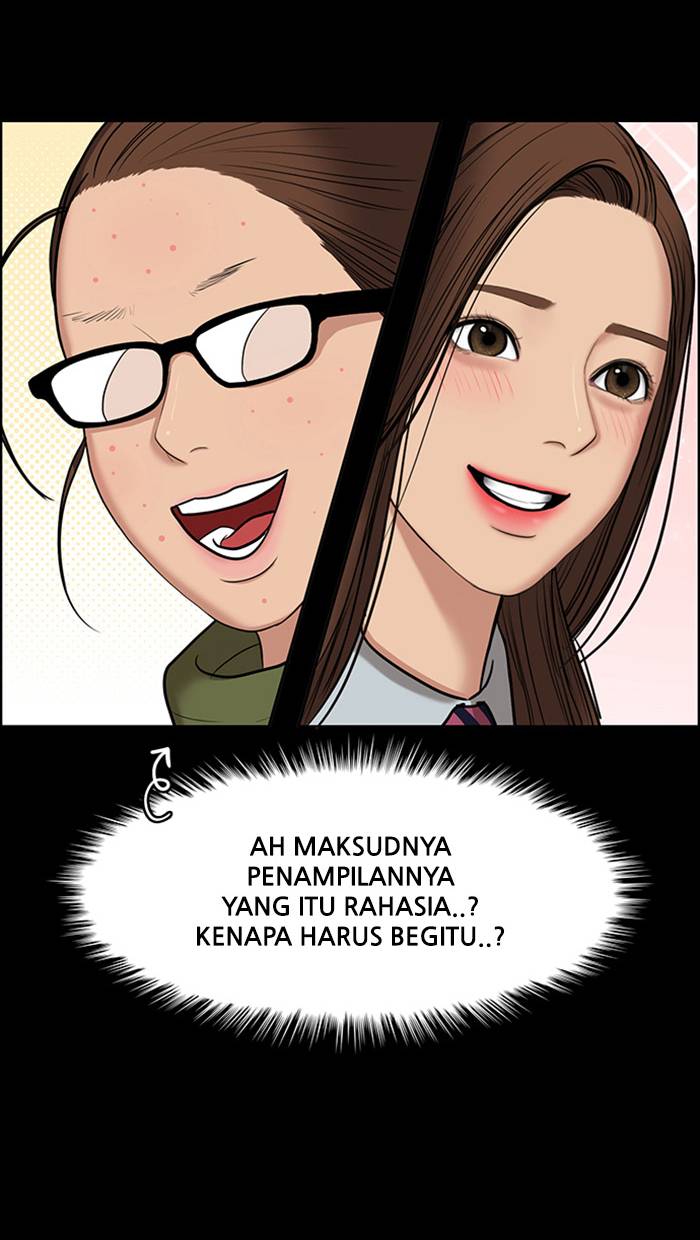 AH MAKSUDNYA
PENAMPILANNYA
YANG ITU RAHASIA..?
KENAPA HARUS BEGITU..?